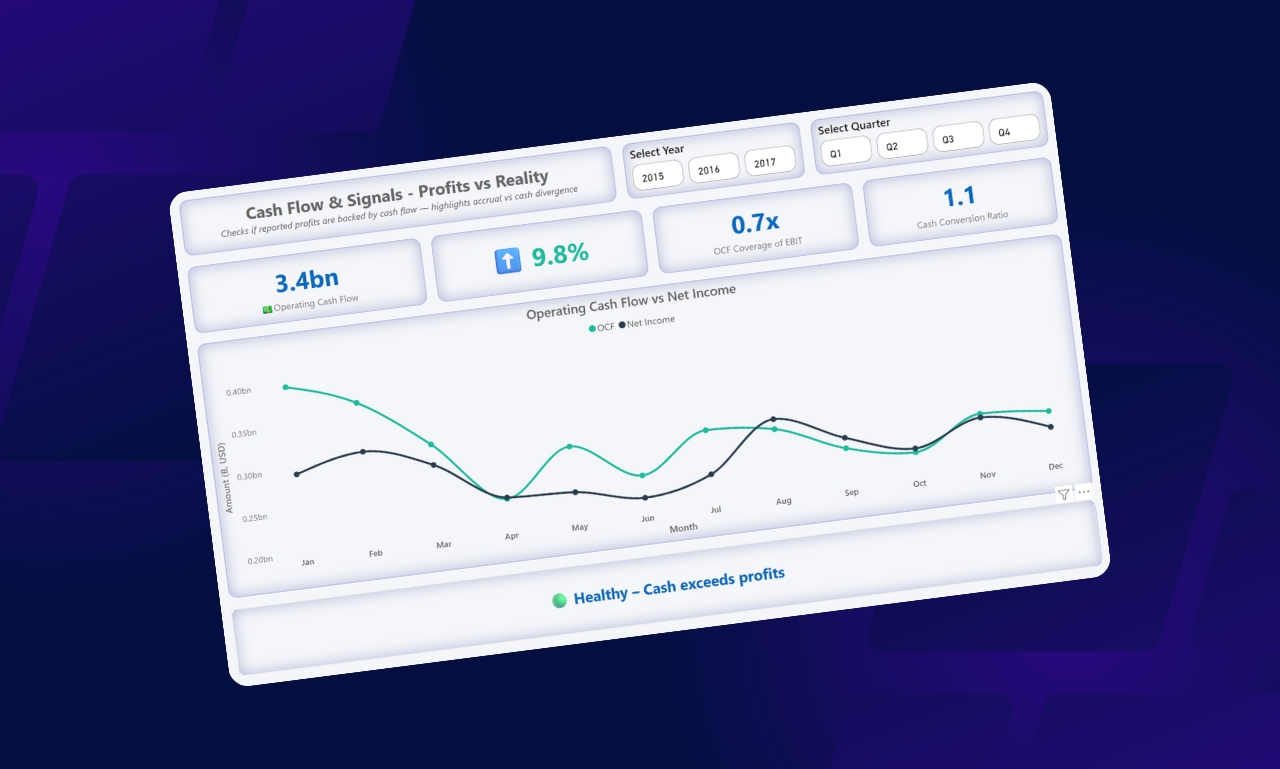 Cash Flow & Signals - Profits vs Reality
Checks if reported profits are backed by cash flow — highlights accrual vs cash divergence
Select Year
2015
2016
2017
Select Quarter
Q1
Q2
Q3
Q4
3.4bn
Operating Cash Flow
9.8%
0.7x
OCF Coverage of EBIT
1.1
Cash Conversion Ratio
Operating Cash Flow vs Net Income
OCF Net Income
Amount (B, USD)
0.40bn
0.35bn
0.30bn
0.25bn
0.20bn
Jan
Feb
Mar
Apr
May
Jun
Jul
Aug
Sep
Oct
Nov
Dec
Month
Healthy – Cash exceeds profits